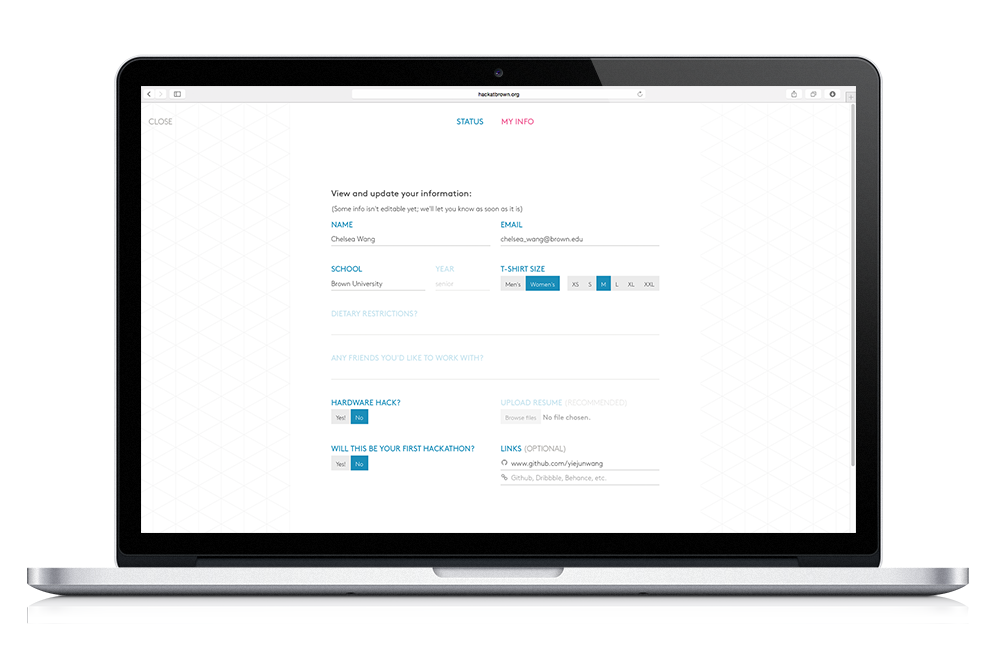 hackatbrown.org
CLOSE
STATUS MY INFO
View and update your information:
(Some info isn't editable yet; we'll let you know as soon as it is)
NAME EMAIL
Chelsea Wang chelsea_wang@brown.edu
SCHOOL YEAR T-SHIRT SIZE
Brown University senior Men's Women's XS S M L XL XXL
DIETARY RESTRICTIONS?
ANY FRIENDS YOU'D LIKE TO WORK WITH?
HARDWARE HACK? UPLOAD RESUME (RECOMMENDED)
Yes! No Browse files No file chosen.
WILL THIS BE YOUR FIRST HACKATHON? LINKS (OPTIONAL)
Yes! No www.github.com/yiejunwang
Github, Dribbble, Behance, etc.